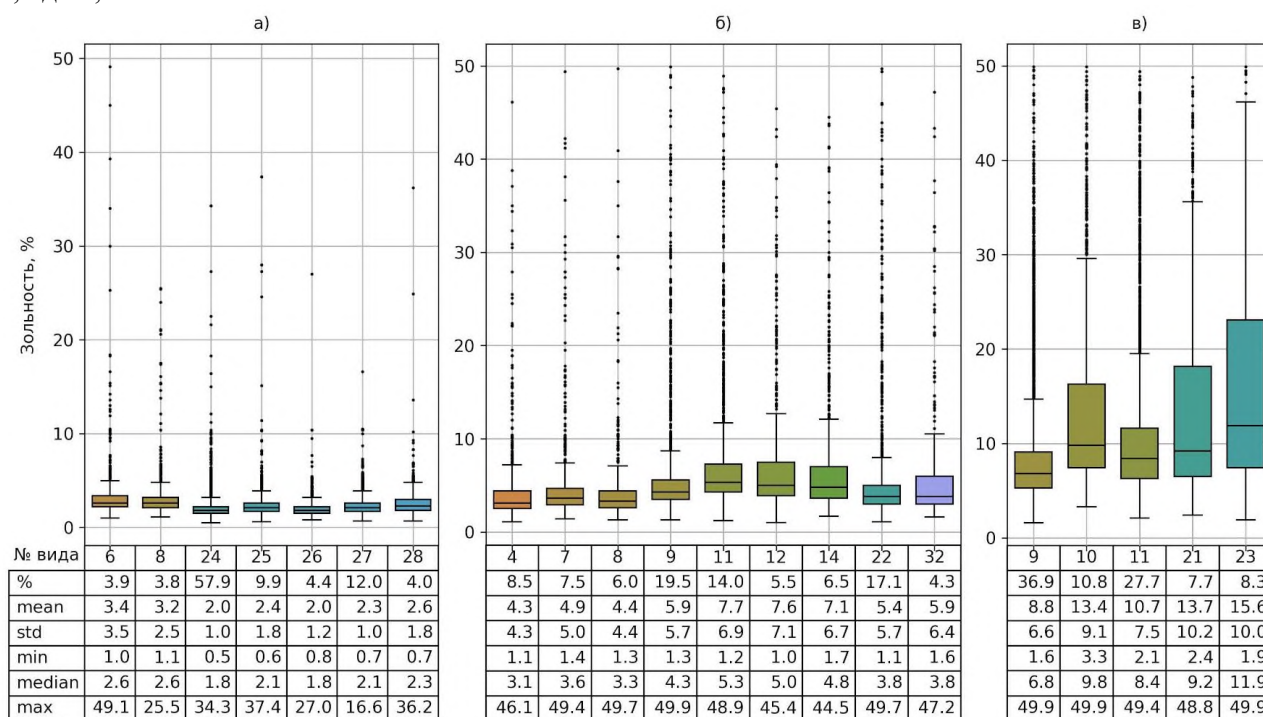 а) б) в)
50 50 50
40 40 40
30 30 30
20 20 20
10 10 10
0 0 0
Зольность, %
№ вида 6 8 24 25 26 27 28 4 7 8 9 11 12 14 22 32 9 10 11 21 23
% 3.9 3.8 57.9 9.9 4.4 12.0 4.0 8.5 7.5 6.0 19.5 14.0 5.5 6.5 17.1 4.3 36.9 10.8 27.7 7.7 8.3
mean 3.4 3.2 2.0 2.4 2.0 2.3 2.6 4.3 4.9 4.4 5.9 7.7 7.6 7.1 5.4 5.9 8.8 13.4 10.7 13.7 15.6
std 3.5 2.5 1.0 1.8 1.2 1.0 1.8 4.3 5.0 4.4 5.7 6.9 7.1 6.7 5.7 6.4 6.6 9.1 7.5 10.2 10.0
min 1.0 1.1 0.5 0.6 0.8 0.7 0.7 1.1 1.4 1.3 1.3 1.2 1.0 1.7 1.1 1.6 1.6 3.3 2.1 2.4 1.9
median 2.6 2.6 1.8 2.1 1.8 2.1 2.3 3.1 3.6 3.3 4.3 5.3 5.0 4.8 3.8 3.8 6.8 9.8 8.4 9.2 11.9
max 49.1 25.5 34.3 37.4 27.0 16.6 36.2 46.1 49.4 49.7 49.9 48.9 45.4 44.5 49.7 47.2 49.9 49.9 49.4 48.8 49.9